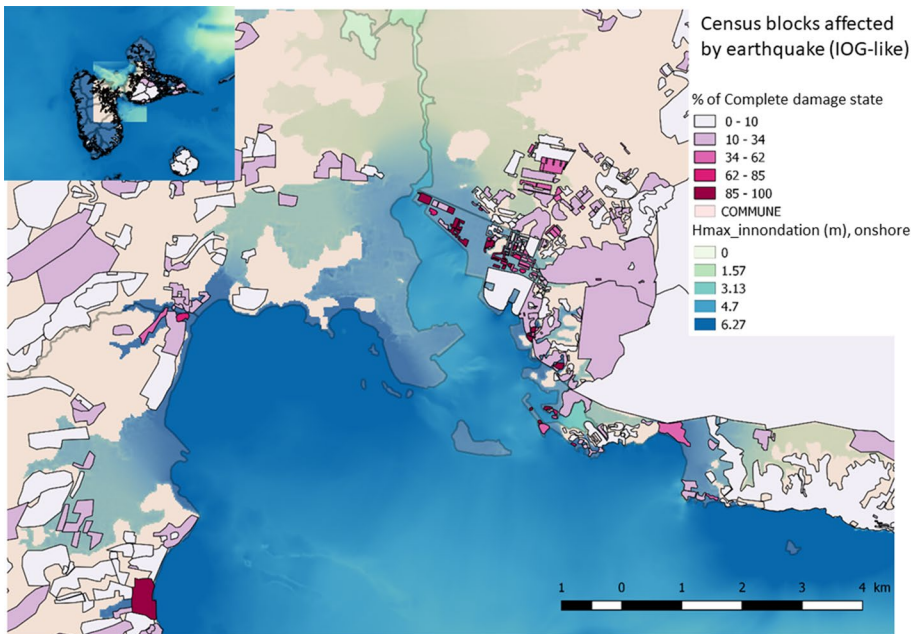 Census blocks affected
by earthquake (IOG-like)
% of Complete damage state
0 - 10
10 - 34
34 - 62
62 - 85
85 - 100
COMMUNE
Hmax_innondation (m), onshore
0
1.57
3.13
4.7
6.27
1 0 1 2 3 4 km